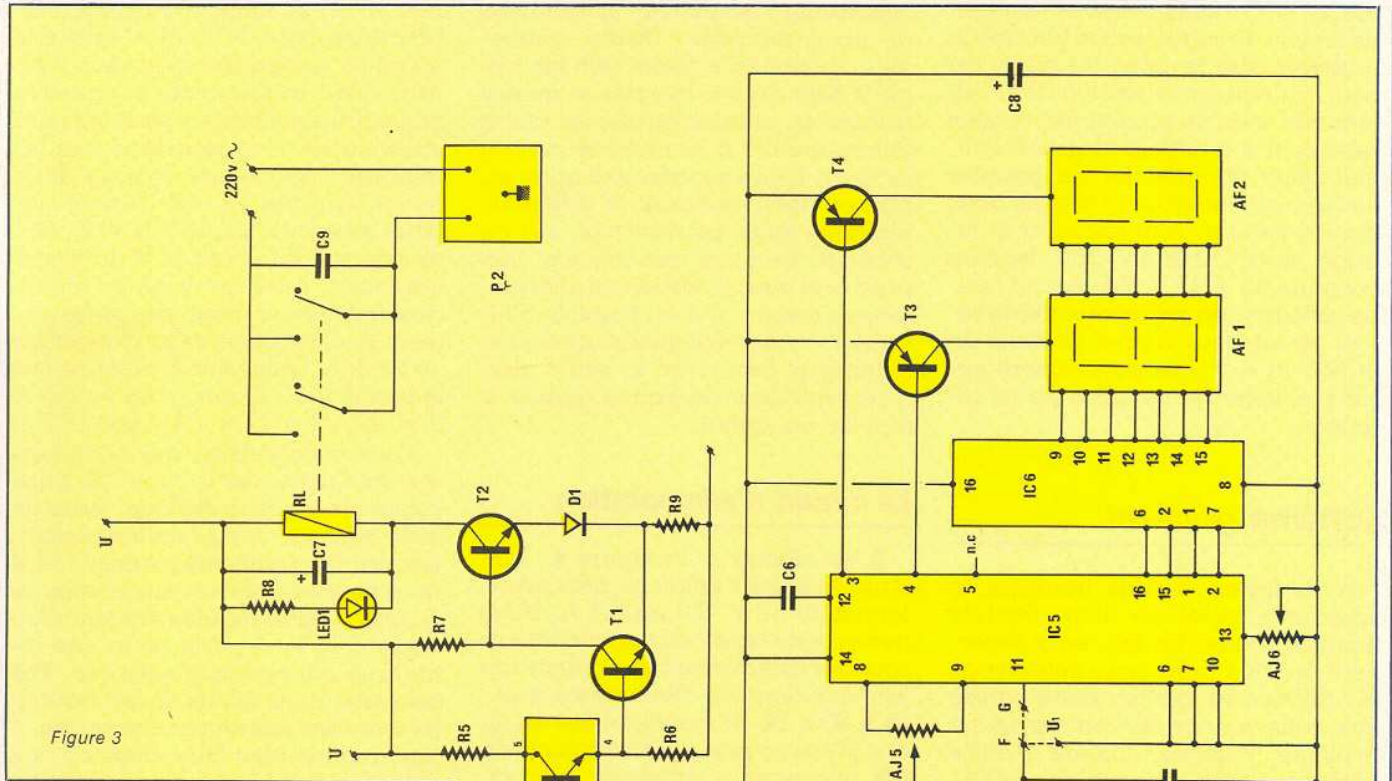 220v ~
C9
P2
U
RL
C7
+
R8
LED1
T2
D1
R9
R7
T1
U
R5
5
4
R6
Figure 3
C8
+
T4
T3
AF2
AF1
IC6
16
9
10
11
12
13
14
15
6
2
1
7
8
C6
12
3
4
5
n.c
16
15
1
2
IC5
14
8
9
11
13
6
7
10
AJ6
AJ5
F
G
U1